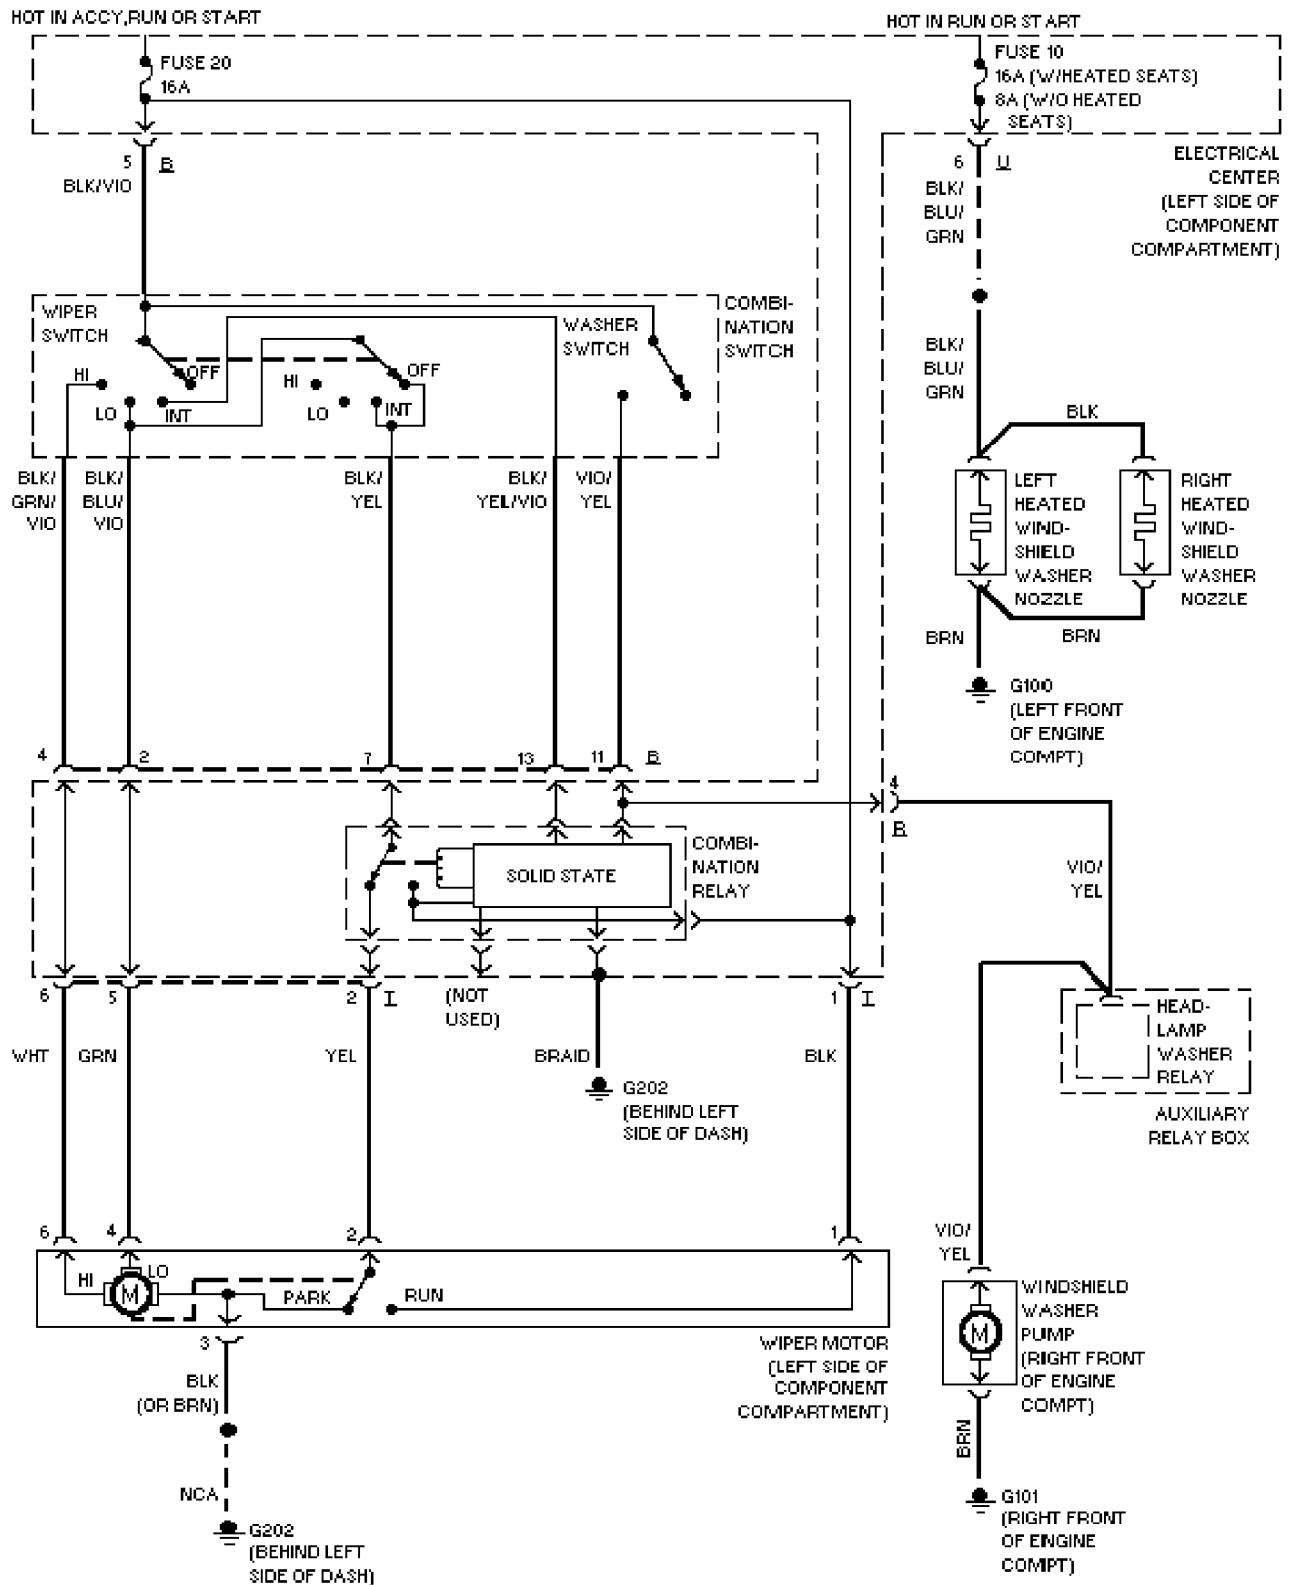 HOT IN ACCY,RUN OR START
HOT IN RUN OR START
FUSE 20
16A
FUSE 10
16A (W/HEATED SEATS)
8A (W/O HEATED
SEATS)
5 B
BLK/VIO
6 U
BLK/
BLU/
GRN
ELECTRICAL
CENTER
(LEFT SIDE OF
COMPONENT
COMPARTMENT)
WIPER
SWITCH
HI
OFF
LO
INT
HI
OFF
LO
INT
WASHER
SWITCH
COMBI-
NATION
SWITCH
BLK/
BLU/
GRN
BLK
BLK/
GRN/
VIO
BLK/
BLU/
VIO
BLK/
YEL
BLK/
YEL/VIO
VIO/
YEL
LEFT
HEATED
WIND-
SHIELD
WASHER
NOZZLE
RIGHT
HEATED
WIND-
SHIELD
WASHER
NOZZLE
BRN
BRN
G100
(LEFT FRONT
OF ENGINE
COMPT)
4 2 7 13 11 B
4
B
COMBI-
NATION
RELAY
SOLID STATE
VIO/
YEL
6 5 2 I
(NOT
USED)
1 I
WHT
GRN
YEL
BRAID
BLK
G202
(BEHIND LEFT
SIDE OF DASH)
HEAD-
LAMP
WASHER
RELAY
AUXILIARY
RELAY BOX
6 4 2 1
HI
LO
M
PARK
RUN
3
WIPER MOTOR
(LEFT SIDE OF
COMPONENT
COMPARTMENT)
BLK
(OR BRN)
NCA
G202
(BEHIND LEFT
SIDE OF DASH)
VIO/
YEL
M
WINDSHIELD
WASHER
PUMP
(RIGHT FRONT
OF ENGINE
COMPT)
BRN
G101
(RIGHT FRONT
OF ENGINE
COMPT)